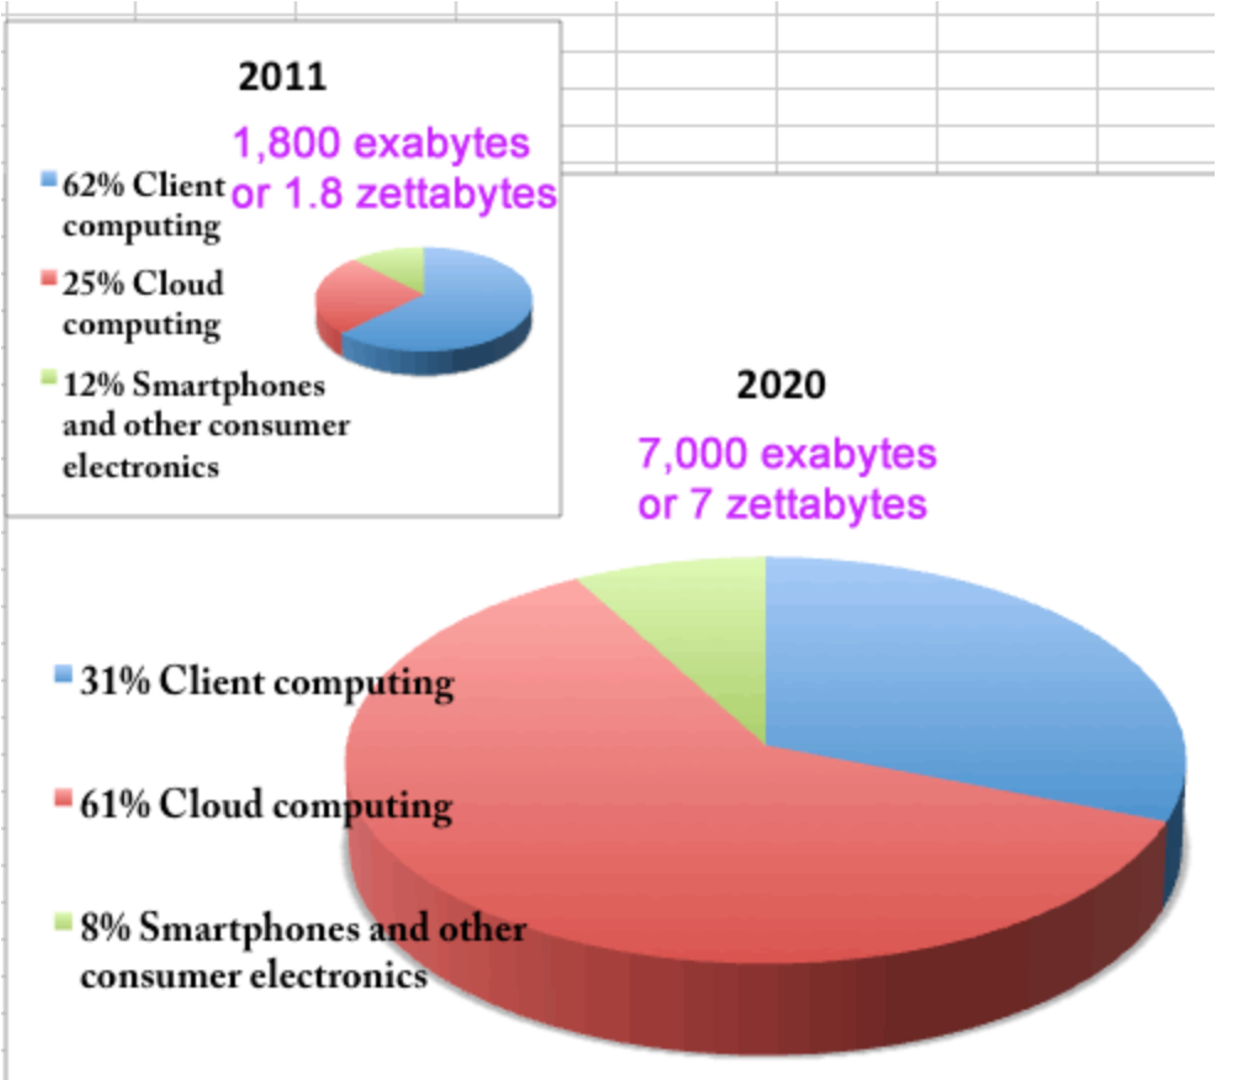 2011
1,800 exabytes
or 1.8 zettabytes
62% Client
computing
25% Cloud
computing
12% Smartphones
and other consumer
electronics
2020
7,000 exabytes
or 7 zettabytes
31% Client computing
61% Cloud computing
8% Smartphones and other
consumer electronics